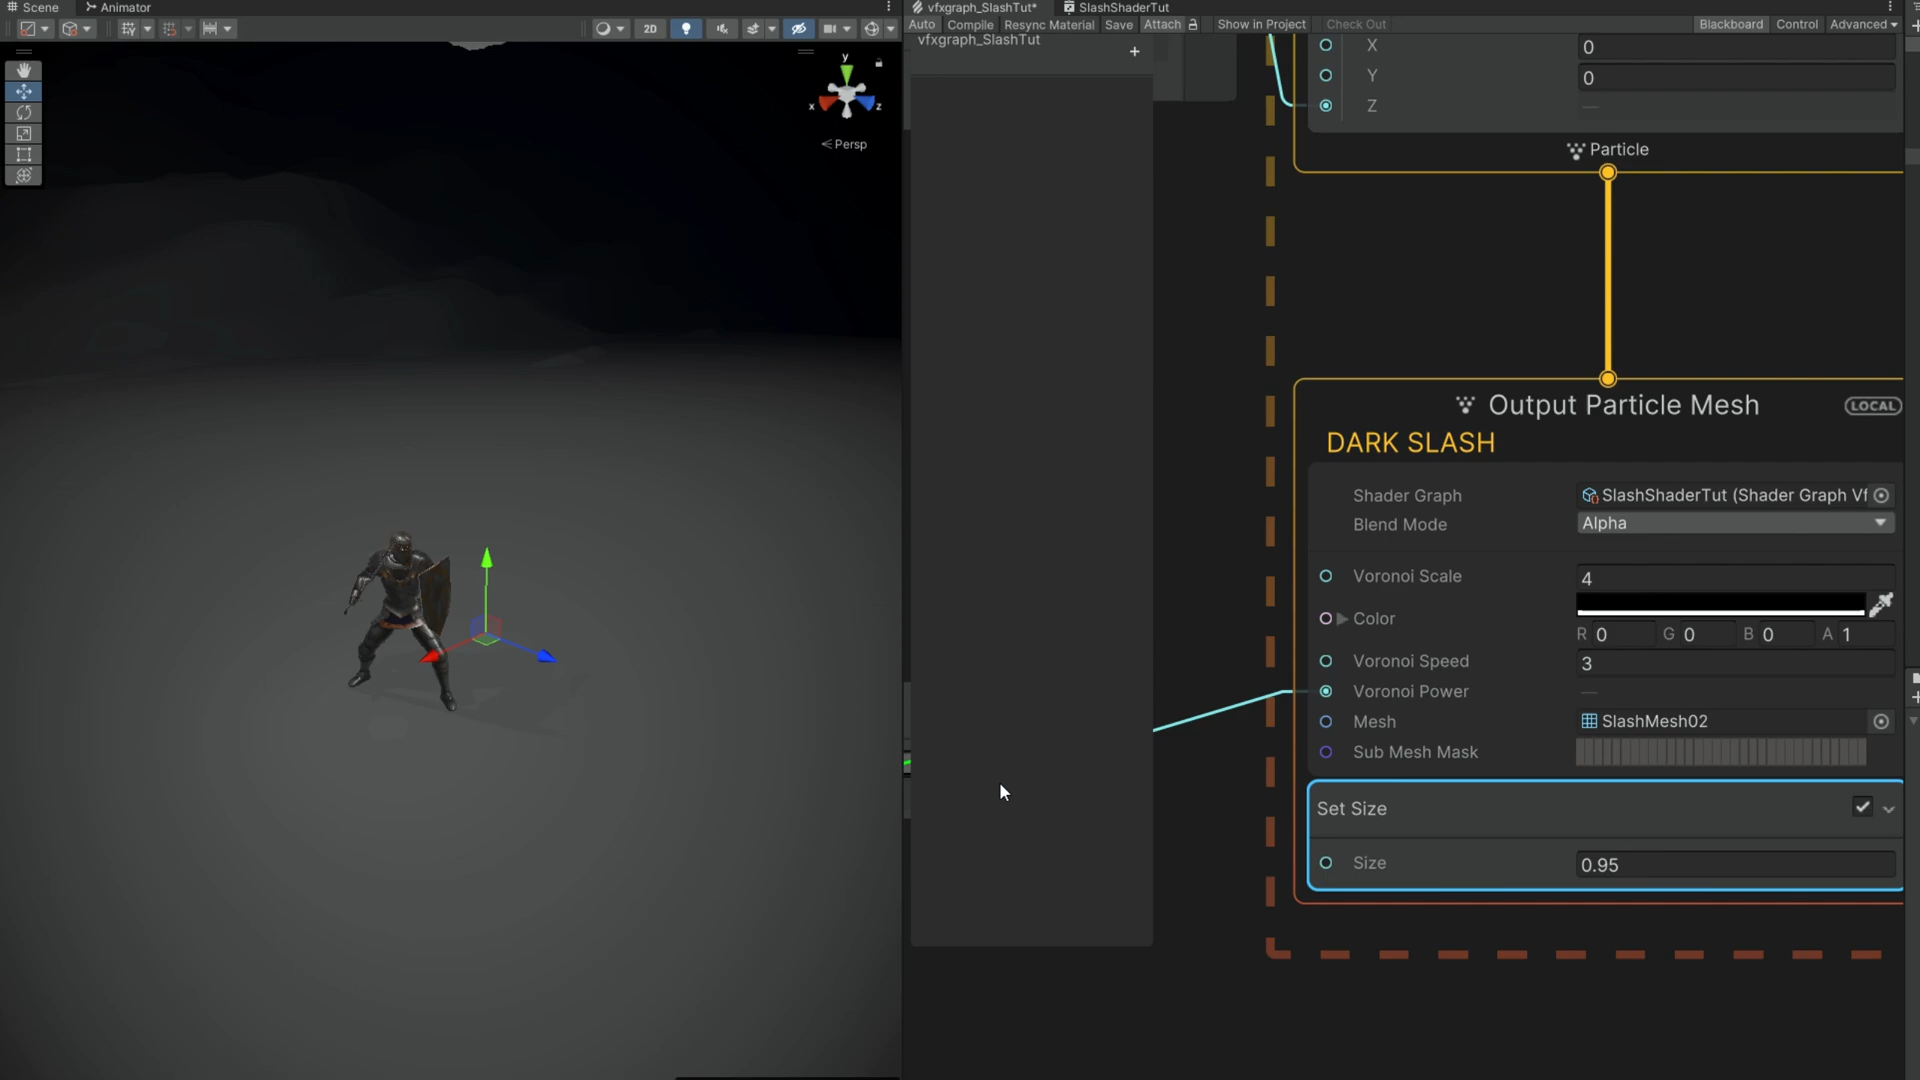 Scene
Animator
vfxgraph_SlashTut*
SlashShaderTut
2D
Auto
Compile
Resync Material
Save
Attach
Show in Project
Check Out
Blackboard
Control
Advanced
vfxgraph_SlashTut
+
y
x
z
Persp
X
0
Y
0
Z
Particle
Output Particle Mesh
LOCAL
DARK SLASH
Shader Graph
SlashShaderTut (Shader Graph Vf
Blend Mode
Alpha
Voronoi Scale
4
Color
R 0 G 0 B 0 A 1
Voronoi Speed
3
Voronoi Power
Mesh
SlashMesh02
Sub Mesh Mask
Set Size
Size
0.95